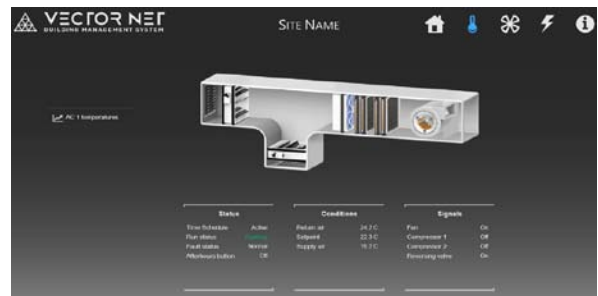 VECTOR NET
BUILDING MANAGEMENT SYSTEM
SITE NAME
AC 1 temperatures
Status
Time Schedule Active
Run status
Fault status Normal
Afterhours button Off
Conditions
Return air 24.2 C
Setpoint 22.3 C
Supply air
Signals
Fan On
Compressor 1 Off
Compressor 2 Off
Reversing valve On